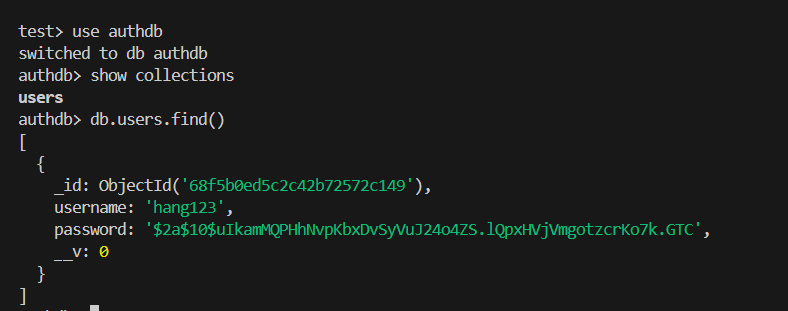 test> use authdb
switched to db authdb
authdb> show collections
users
authdb> db.users.find()
[
  {
    _id: ObjectId('68f5b0ed5c2c42b72572c149'),
    username: 'hang123',
    password: '$2a$10$uIkamMQPHhNvpKbxDvSyVuJ24o4ZS.lQpxHVjVmgotzcrKo7k.GTC',
    __v: 0
  }
]